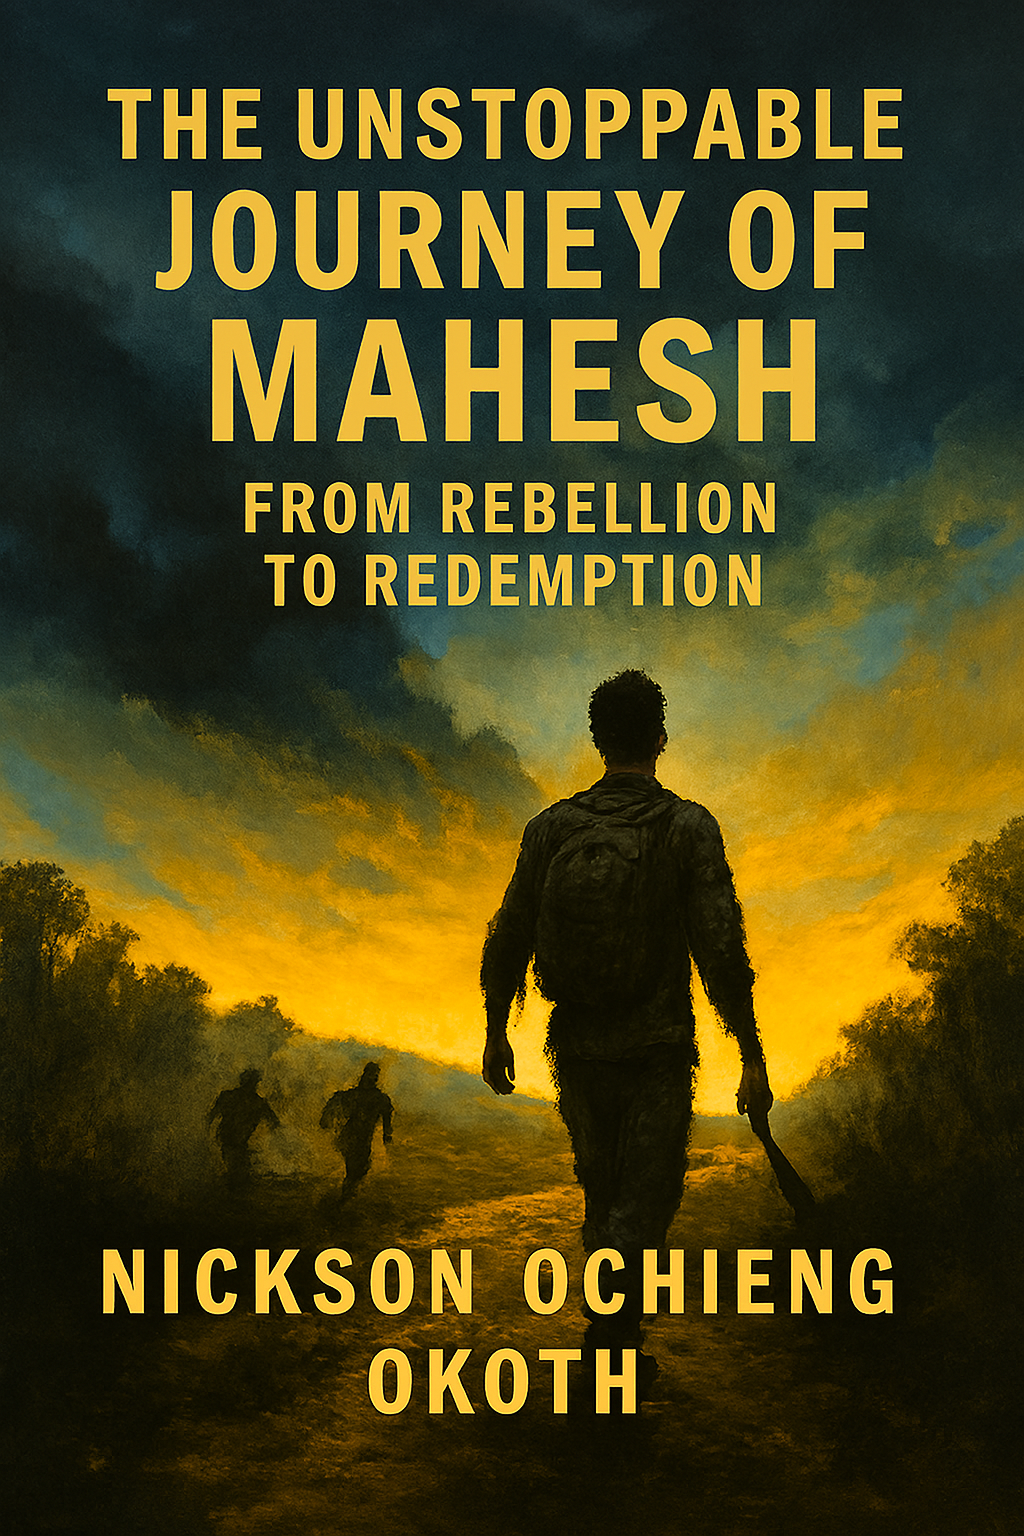 THE UNSTOPPABLE
JOURNEY OF
MAHESH
FROM REBELLION
TO REDEMPTION
NICKSON OCHIENG
OKOTH